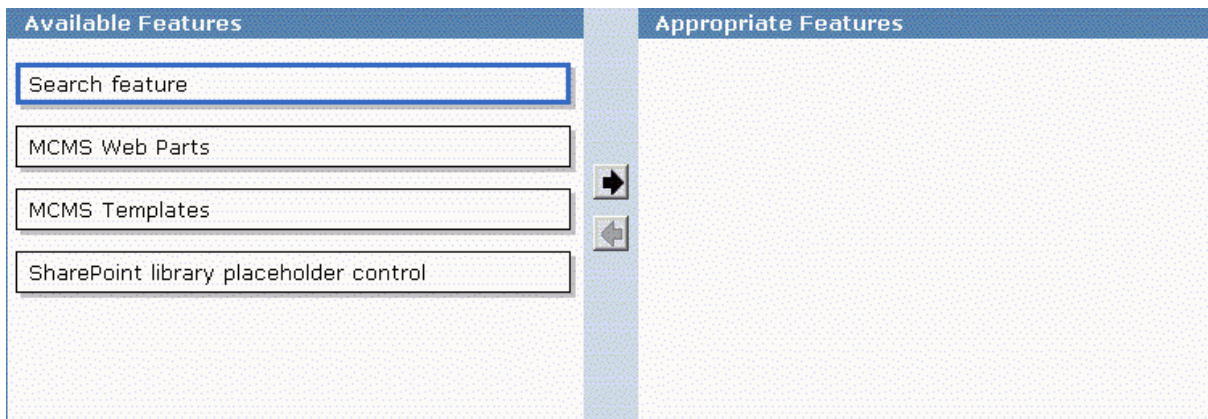 Available Features
Appropriate Features
Search feature
MCMS Web Parts
MCMS Templates
SharePoint library placeholder control